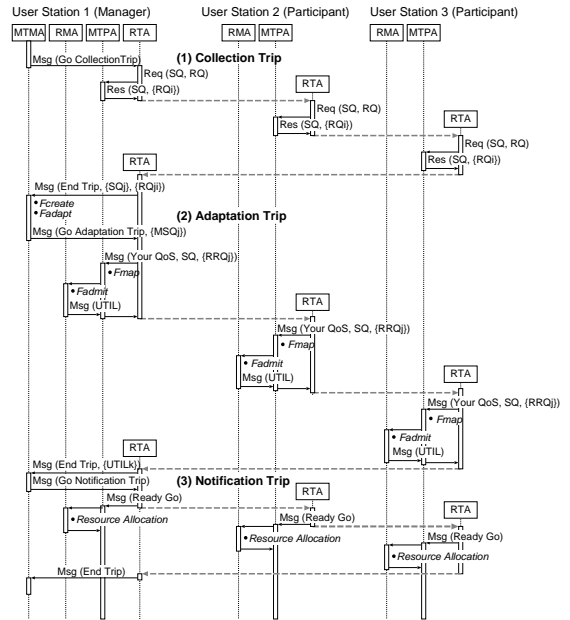 User Station 1 (Manager) User Station 2 (Participant) User Station 3 (Participant)
MTMA RMA MTPA RTA RMA MTPA RMA MTPA
Msg (Go CollectionTrip) (1) Collection Trip
Req (SQ, RQ)
RTA
Res (SQ, {RQi})
Req (SQ, RQ)
RTA
Res (SQ, {RQi})
Req (SQ, RQ)
Res (SQ, {RQi})
RTA
Msg (End Trip, {SQj}, {RQji})
• Fcreate
• Fadapt
(2) Adaptation Trip
Msg (Go Adaptation Trip, {MSQj})
Msg (Your QoS, SQ, {RRQj})
• Fmap
• Fadmit
RTA
Msg (UTIL)
Msg (Your QoS, SQ, {RRQj})
• Fmap
• Fadmit
RTA
Msg (UTIL)
Msg (Your QoS, SQ, {RRQj})
• Fmap
• Fadmit
RTA
Msg (UTIL)
Msg (End Trip, {UTILk})
Msg (Go Notification Trip) (3) Notification Trip
RTA
Msg (Ready Go)
RTA
• Resource Allocation
Msg (Ready Go)
• Resource Allocation
Msg (Ready Go)
• Resource Allocation
Msg (End Trip)